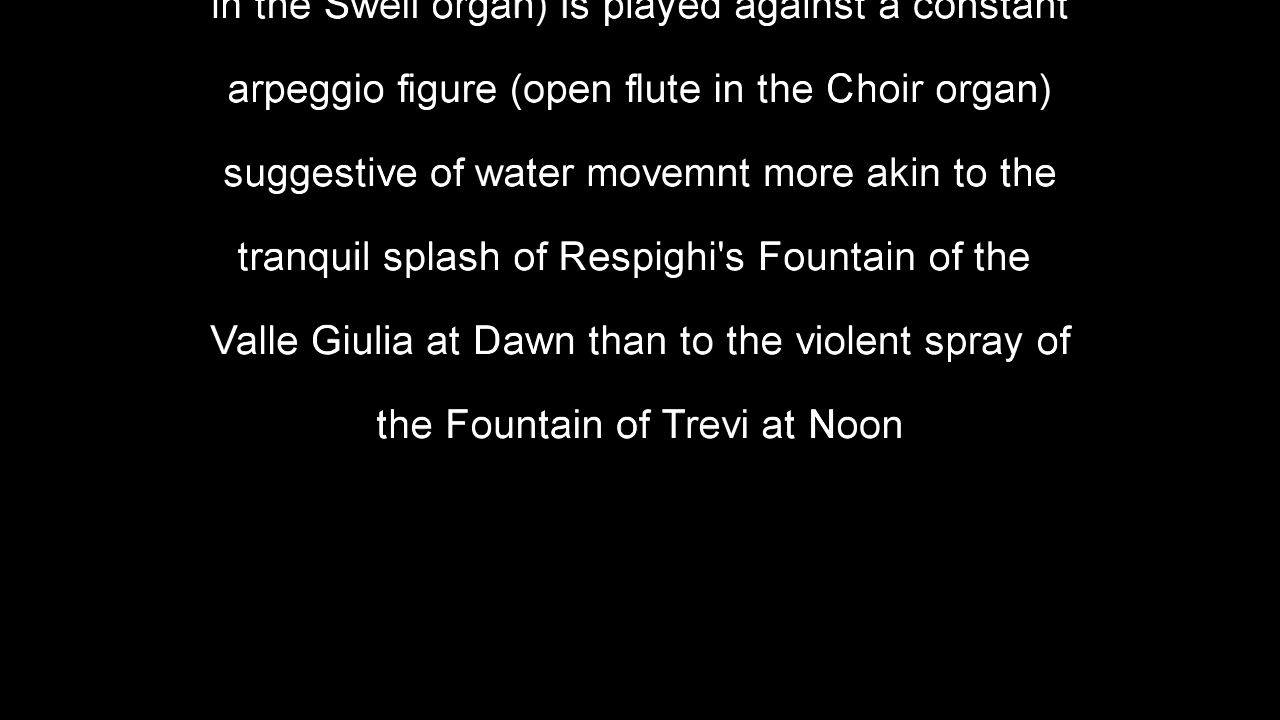 in the Swell organ) is played against a constant
arpeggio figure (open flute in the Choir organ)
suggestive of water movemnt more akin to the
tranquil splash of Respighi's Fountain of the
Valle Giulia at Dawn than to the violent spray of
the Fountain of Trevi at Noon